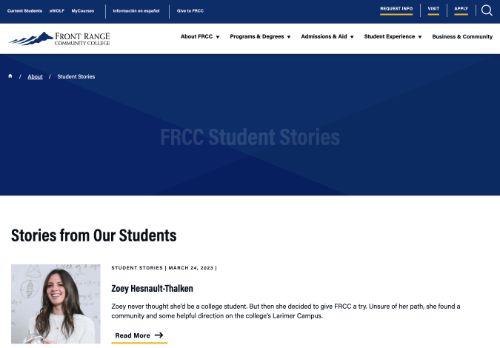 Current Students eWOLF MyCourses Información en español Give to FRCC REQUEST INFO VISIT APPLY
FRONT RANGE
COMMUNITY COLLEGE
About FRCC Programs & Degrees Admissions & Aid Student Experience Business & Community
/ About / Student Stories
FRCC Student Stories
Stories from Our Students
STUDENT STORIES | MARCH 24, 2023 |
Zoey Hesnault-Thalken
Zoey never thought she'd be a college student. But then she decided to give FRCC a try. Unsure of her path, she found a
community and some helpful direction on the college's Larimer Campus.
Read More